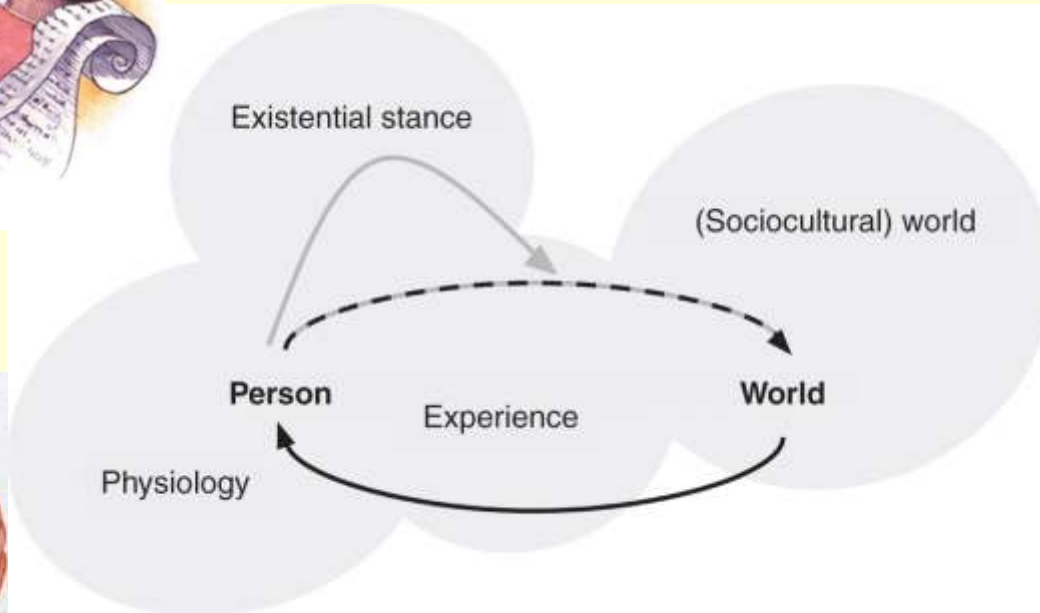 Existential stance
(Sociocultural) world
Person
World
Experience
Physiology